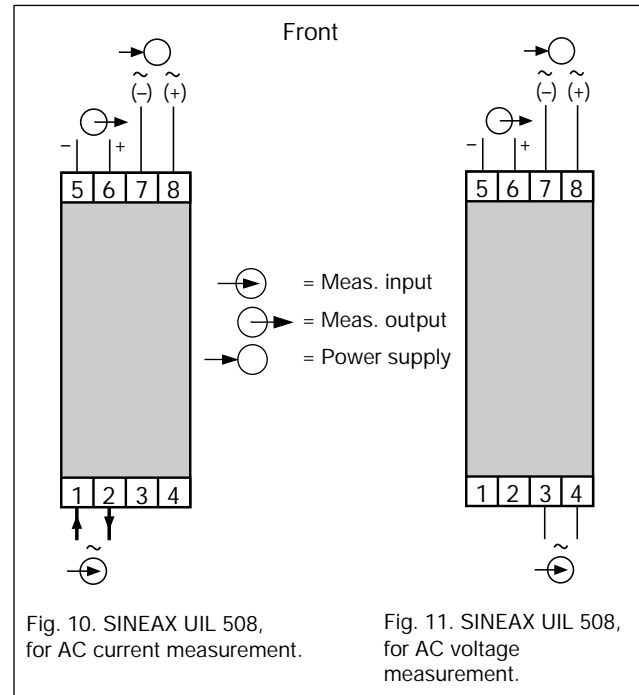 Front
~ ~
(–) (+)
– +
5 6 7 8
~ ~
(–) (+)
– +
5 6 7 8
= Meas. input
= Meas. output
= Power supply
1 2 3 4
~
1 2 3 4
~
Fig. 10. SINEAX UIL 508,
for AC current measurement.
Fig. 11. SINEAX UIL 508,
for AC voltage
measurement.